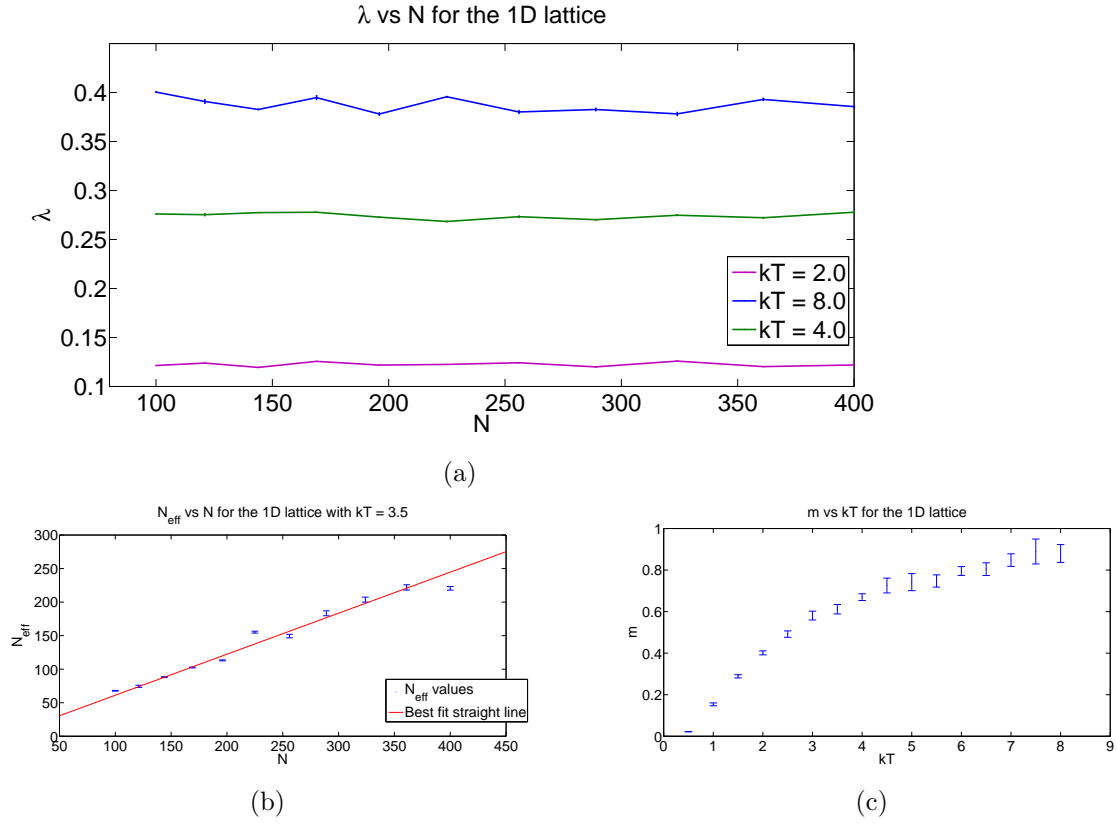 λ vs N for the 1D lattice
0.4
0.35
0.3
0.25
0.2
0.15
0.1
λ
100 150 200 250 300 350 400
N
kT = 2.0
kT = 8.0
kT = 4.0
(a)
N_eff vs N for the 1D lattice with kT = 3.5
300
250
200
150
100
50
0
N_eff
50 100 150 200 250 300 350 400 450
N
N_eff values
Best fit straight line
(b)
m vs kT for the 1D lattice
1
0.8
0.6
0.4
0.2
0
m
0 1 2 3 4 5 6 7 8 9
kT
(c)